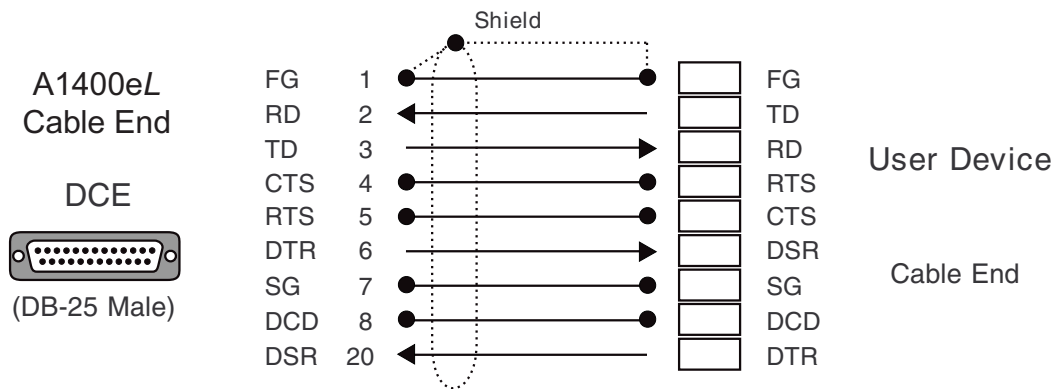 Shield
A1400eL
Cable End
DCE
(DB-25 Male)
FG 1 FG
RD 2 TD
TD 3 RD
CTS 4 RTS
RTS 5 CTS
DTR 6 DSR
SG 7 SG
DCD 8 DCD
DSR 20 DTR
User Device
Cable End